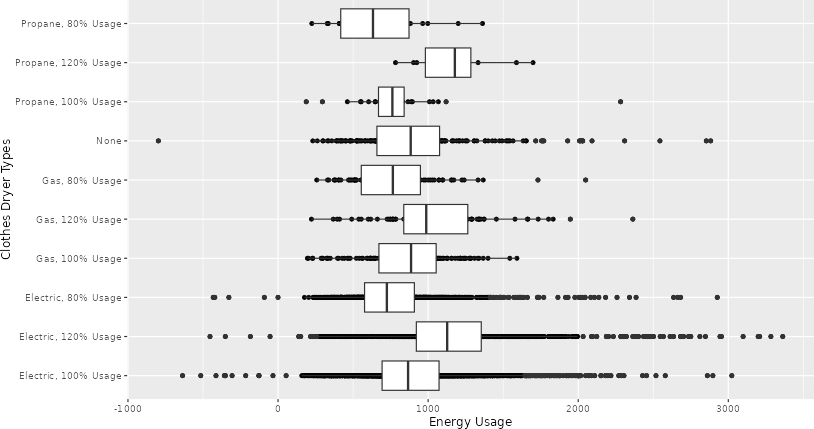 Clothes Dryer Types
Propane, 80% Usage
Propane, 120% Usage
Propane, 100% Usage
None
Gas, 80% Usage
Gas, 120% Usage
Gas, 100% Usage
Electric, 80% Usage
Electric, 120% Usage
Electric, 100% Usage
-1000 0 1000 2000 3000
Energy Usage